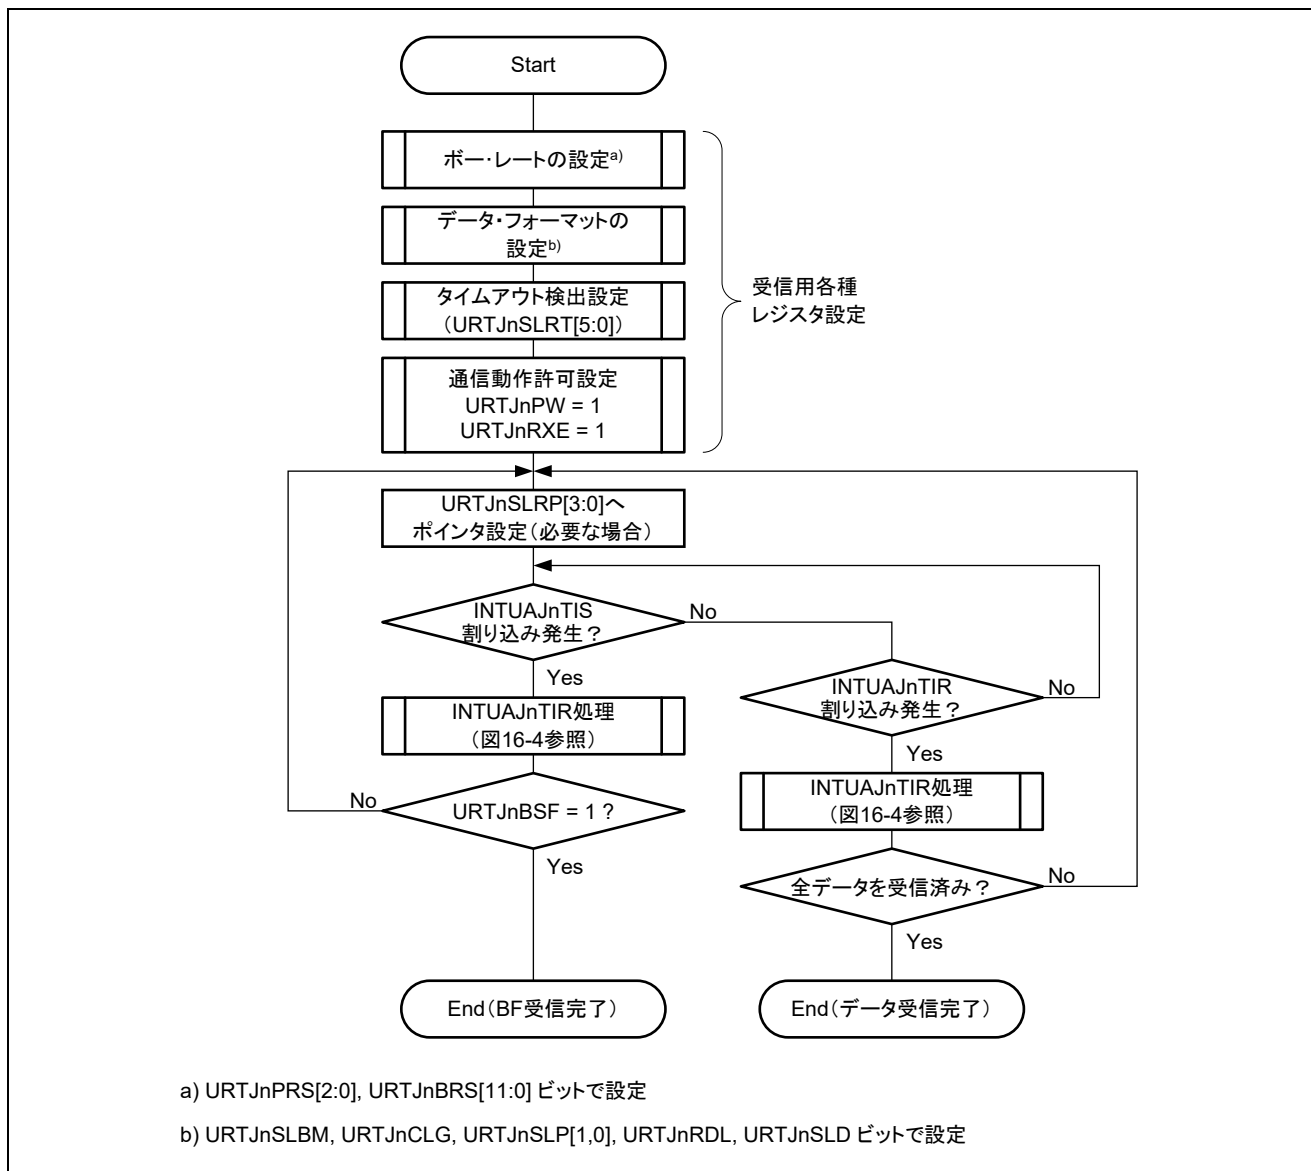 Start
ボー・レートの設定a)
データ・フォーマットの
設定b)
タイムアウト検出設定
（URTJnSLRT[5:0]）
通信動作許可設定
URTJnPW = 1
URTJnRXE = 1
受信用各種
レジスタ設定
URTJnSLRP[3:0]へ
ポインタ設定（必要な場合）
INTUAJnTIS
割り込み発生？
No
Yes
INTUAJnTIR
割り込み発生？
No
Yes
INTUAJnTIR処理
（図16-4参照）
INTUAJnTIR処理
（図16-4参照）
URTJnBSF = 1 ?
No
Yes
全データを受信済み？
No
Yes
End（BF受信完了）
End（データ受信完了）
a) URTJnPRS[2:0], URTJnBRS[11:0] ビットで設定
b) URTJnSLBM, URTJnCLG, URTJnSLP[1,0], URTJnRDL, URTJnSLD ビットで設定